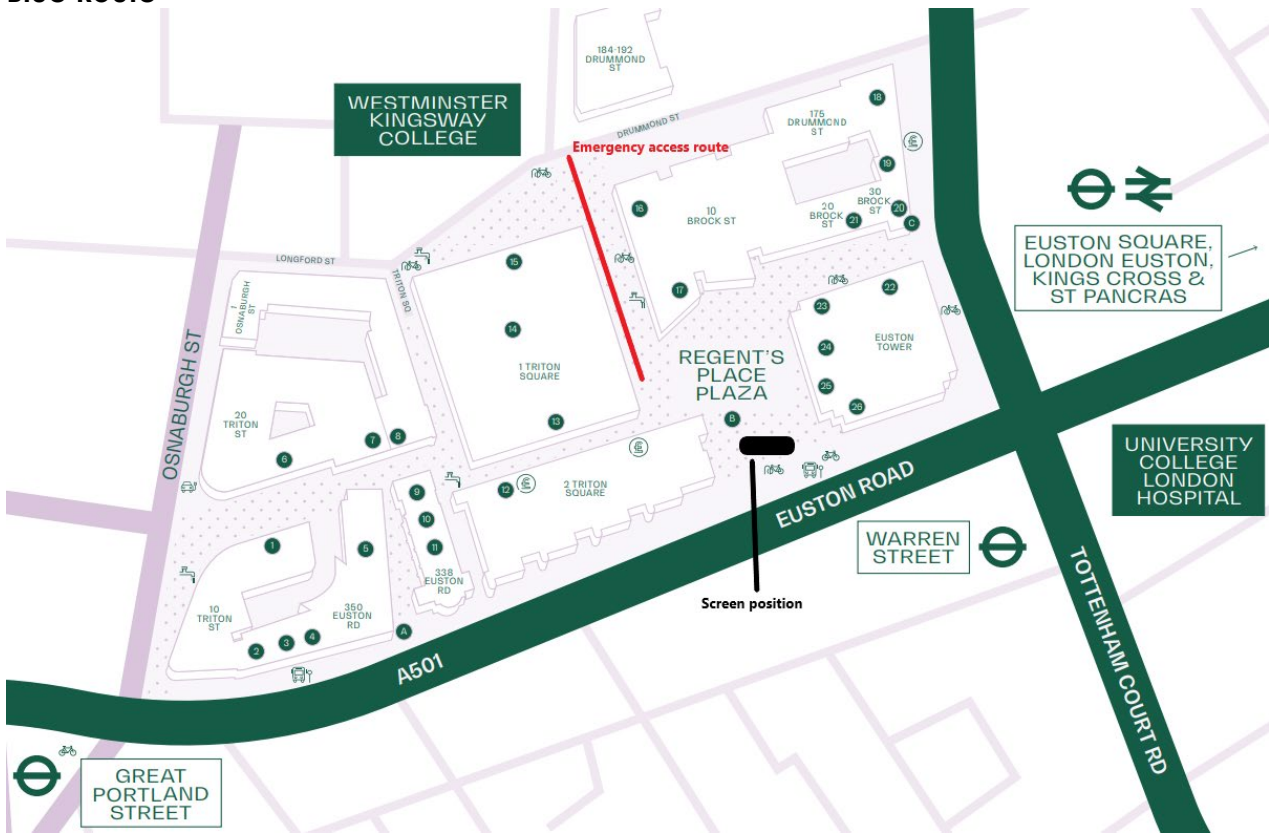 184-192
DRUMMOND
ST
WESTMINSTER
KINGSWAY
COLLEGE
DRUMMOND ST
Emergency access route
175
DRUMMOND
ST
18
19
16
10
BROCK ST
20
BROCK
ST
30
BROCK
ST
20
21
C
EUSTON SQUARE,
LONDON EUSTON,
KINGS CROSS &
ST PANCRAS
LONGFORD ST
TRITON SQ
15
17
22
23
1
OSNABURGH
ST
OSNABURGH ST
14
1 TRITON
SQUARE
REGENT'S
PLACE
PLAZA
24
EUSTON
TOWER
25
26
20
TRITON
ST
6
7
8
13
B
UNIVERSITY
COLLEGE
LONDON
HOSPITAL
9
10
11
12
2 TRITON
SQUARE
EUSTON ROAD
WARREN
STREET
1
5
338
EUSTON
RD
Screen position
10
TRITON
ST
350
EUSTON
RD
2
3
4
A
A501
TOTTENHAM COURT RD
GREAT
PORTLAND
STREET